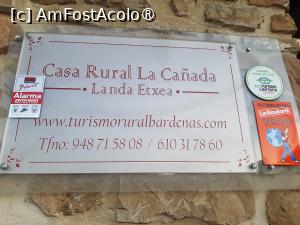 (c) AmFostAcolo®
Casa Rural La Cañada
· Landa Etxea ·
www.turismoruralbardenas.com
Tfno: 948 71 58 08 / 610 31 78 60
Alarma